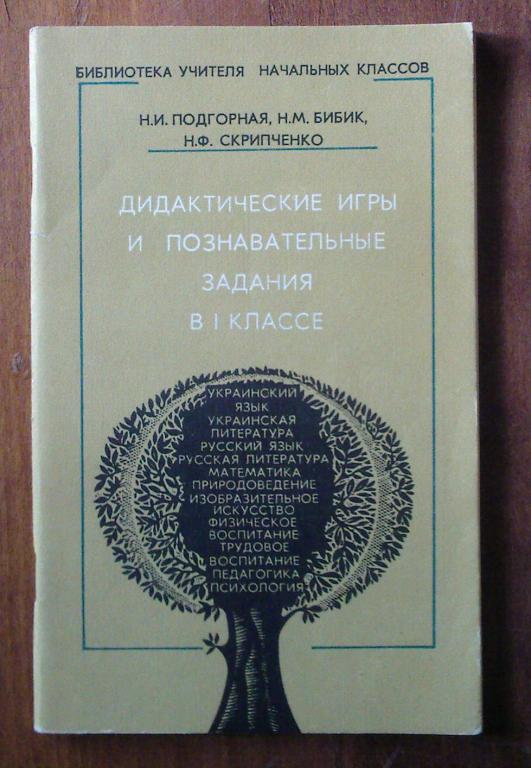 БИБЛИОТЕКА УЧИТЕЛЯ НАЧАЛЬНЫХ КЛАССОВ
Н.И. ПОДГОРНАЯ, Н.М. БИБИК,
Н.Ф. СКРИПЧЕНКО
ДИДАКТИЧЕСКИЕ ИГРЫ
И ПОЗНАВАТЕЛЬНЫЕ
ЗАДАНИЯ
В I КЛАССЕ
УКРАИНСКИЙ
ЯЗЫК
УКРАИНСКАЯ
ЛИТЕРАТУРА
РУССКИЙ ЯЗЫК
РУССКАЯ ЛИТЕРАТУРА
МАТЕМАТИКА
ПРИРОДОВЕДЕНИЕ
ИЗОБРАЗИТЕЛЬНОЕ
ИСКУССТВО
ФИЗИЧЕСКОЕ
ВОСПИТАНИЕ
ТРУДОВОЕ
ВОСПИТАНИЕ
ПЕДАГОГИКА
ПСИХОЛОГИЯ